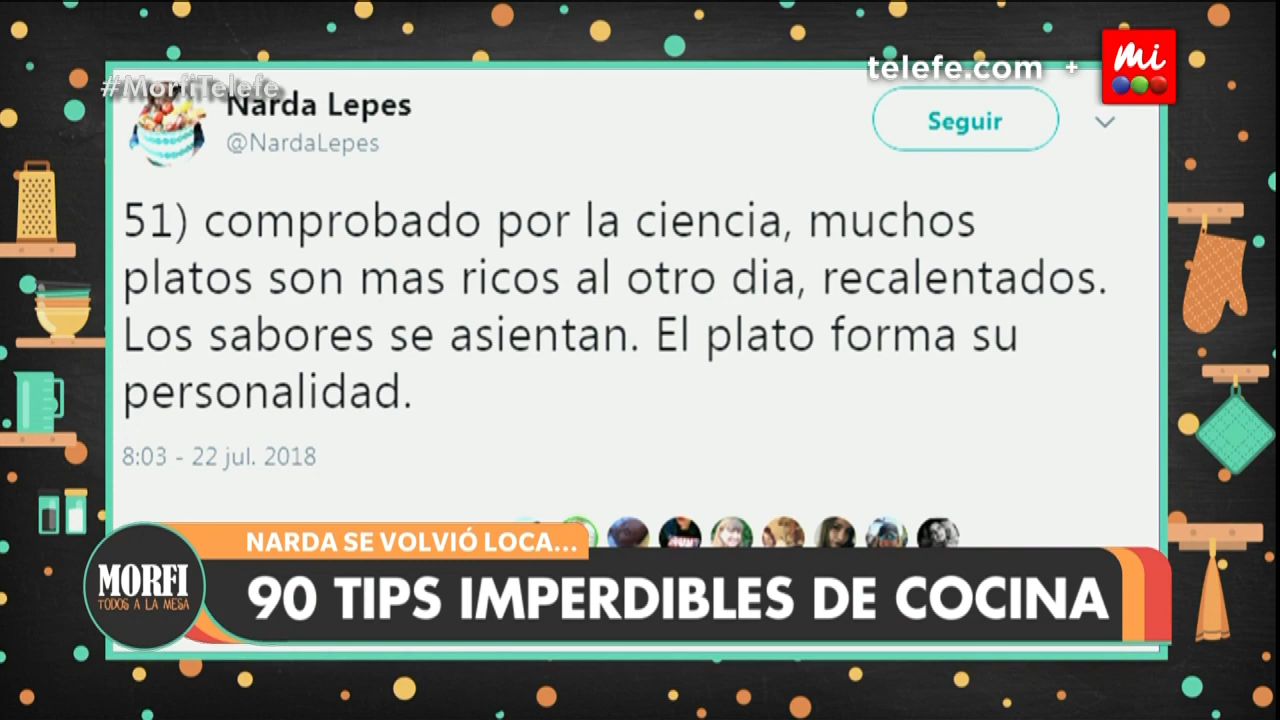 #MorfiTelefe
telefe.com +
mi
Narda Lepes
@NardaLepes
Seguir
51) comprobado por la ciencia, muchos
platos son mas ricos al otro dia, recalentados.
Los sabores se asientan. El plato forma su
personalidad.
8:03 - 22 jul. 2018
NARDA SE VOLVIÓ LOCA...
MORFI
TODOS A LA MESA
90 TIPS IMPERDIBLES DE COCINA